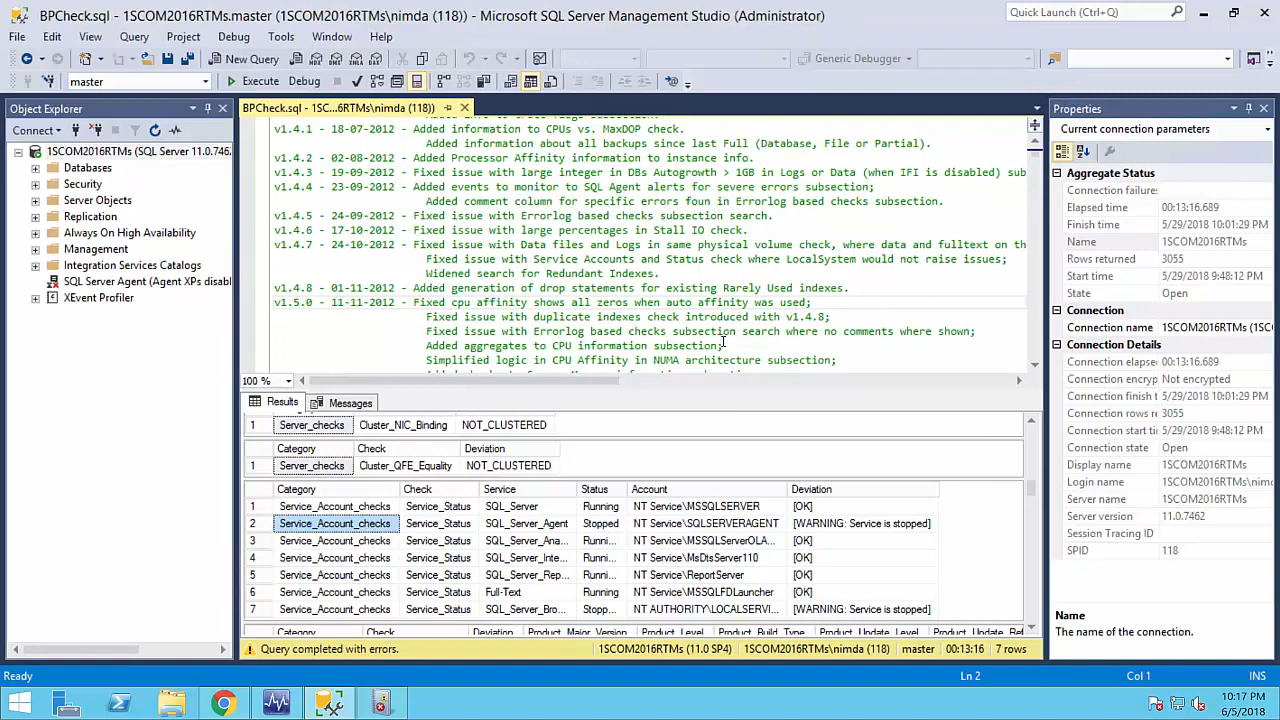 BPCheck.sql - 1SCOM2016RTMS.master (1SCOM2016RTMS\nimda (118)) - Microsoft SQL Server Management Studio (Administrator)
Quick Launch (Ctrl+Q)
File Edit View Query Project Debug Tools Window Help
New Query
Generic Debugger
master
Execute Debug
Object Explorer
Connect
1SCOM2016RTMs (SQL Server 11.0.7462.
Databases
Security
Server Objects
Replication
Always On High Availability
Management
Integration Services Catalogs
SQL Server Agent (Agent XPs disabl
XEvent Profiler
BPCheck.sql - 1SC...6RTMs\nimda (118))
v1.4.1 - 18-07-2012 - Added information to CPUs vs. MaxDOP check.
Added information about all backups since last Full (Database, File or Partial).
v1.4.2 - 02-08-2012 - Added Processor Affinity information to instance info.
v1.4.3 - 19-09-2012 - Fixed issue with large integer in DBs Autogrowth > 1GB in Logs or Data (when IFI is disabled) sub
v1.4.4 - 23-09-2012 - Added events to monitor to SQL Agent alerts for severe errors subsection;
Added comment column for specific errors foun in Errorlog based checks subsection.
v1.4.5 - 24-09-2012 - Fixed issue with Errorlog based checks subsection search.
v1.4.6 - 17-10-2012 - Fixed issue with large percentages in Stall IO check.
v1.4.7 - 24-10-2012 - Fixed issue with Data files and Logs in same physical volume check, where data and fulltext on th
Fixed issue with Service Accounts and Status check where LocalSystem would not raise issues;
Widened search for Redundant Indexes.
v1.4.8 - 01-11-2012 - Added generation of drop statements for existing Rarely Used indexes.
v1.5.0 - 11-11-2012 - Fixed cpu affinity shows all zeros when auto affinity was used;
Fixed issue with duplicate indexes check introduced with v1.4.8;
Fixed issue with Errorlog based checks subsection search where no comments where shown;
Added aggregates to CPU information subsection;
Simplified logic in CPU Affinity in NUMA architecture subsection;
100 %
Results Messages
1 Server_checks Cluster_NIC_Binding NOT_CLUSTERED
Category Check Deviation
1 Server_checks Cluster_QFE_Equality NOT_CLUSTERED
Category Check Service Status Account Deviation
1 Service_Account_checks Service_Status SQL_Server Running NT Service\MSSQLSERVER [OK]
2 Service_Account_checks Service_Status SQL_Server_Agent Stopped NT Service\SQLSERVERAGENT [WARNING: Service is stopped]
3 Service_Account_checks Service_Status SQL_Server_Ana... Runni... NT Service\MSSQLServerOLA... [OK]
4 Service_Account_checks Service_Status SQL_Server_Inte... Runni... NT Service\MsDtsServer110 [OK]
5 Service_Account_checks Service_Status SQL_Server_Rep... Runni... NT Service\ReportServer [OK]
6 Service_Account_checks Service_Status Full-Text Runni... NT Service\MSSQLFDLauncher [OK]
7 Service_Account_checks Service_Status SQL_Server_Bro... Stopp... NT AUTHORITY\LOCALSERVI... [WARNING: Service is stopped]
Category Check Deviation Product_Major_Version Product_Level Product_Build_Type Product_Update_Level
Query completed with errors. 1SCOM2016RTMs (11.0 SP4) 1SCOM2016RTMs\nimda (118) master 00:13:16 7 rows
Properties
Current connection parameters
Aggregate Status
Connection failures
Elapsed time 00:13:16.689
Finish time 5/29/2018 10:01:29 PM
Name 1SCOM2016RTMs
Rows returned 3055
Start time 5/29/2018 9:48:12 PM
State Open
Connection
Connection name 1SCOM2016RTMs (1SC
Connection Details
Connection elapse 00:13:16.689
Connection encryp Not encrypted
Connection finish t 5/29/2018 10:01:29 PM
Connection rows re 3055
Connection start ti 5/29/2018 9:48:12 PM
Connection state Open
Display name 1SCOM2016RTMs
Login name 1SCOM2016RTMs\nimd
Server name 1SCOM2016RTMs
Server version 11.0.7462
Session Tracing ID
SPID 118
Name
The name of the connection.
Ready Ln 2 Col 1 INS
10:17 PM
6/5/2018